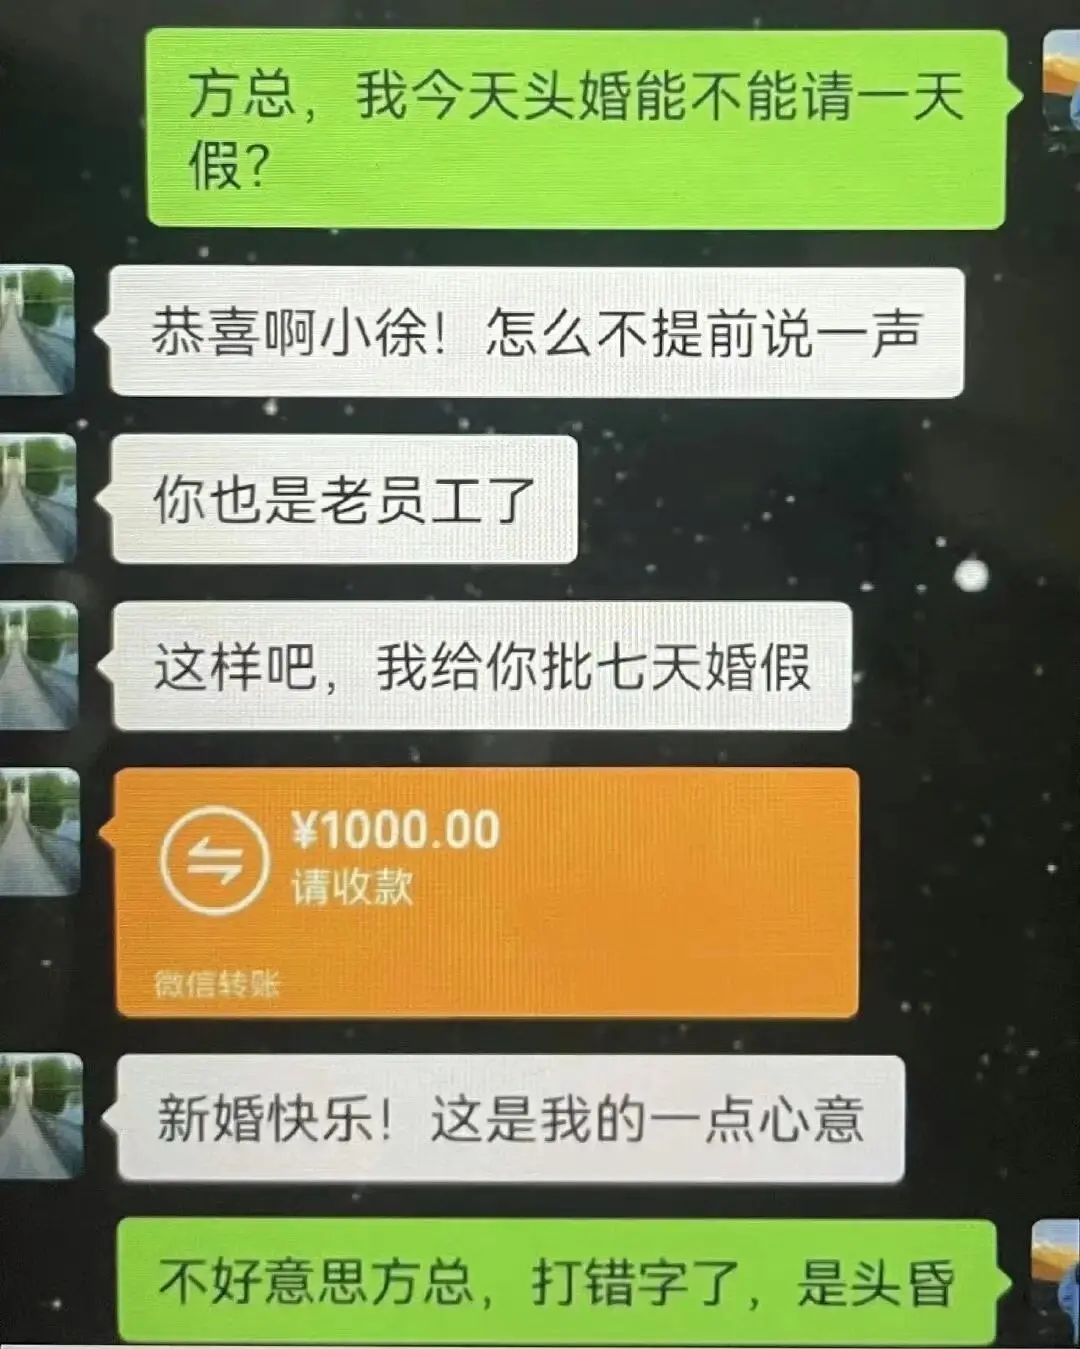 方总，我今天头婚能不能请一天
假？
恭喜啊小徐！怎么不提前说一声
你也是老员工了
这样吧，我给你批七天婚假
¥1000.00
请收款
微信转账
新婚快乐！这是我的一点心意
不好意思方总，打错字了，是头昏